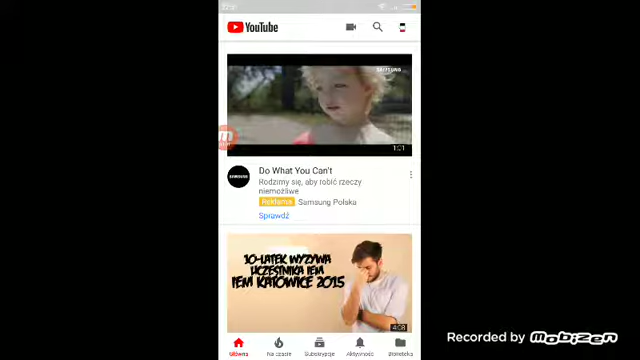 YouTube
SAMSUNG
1:01
SAMSUNG
Do What You Can't
Rodzimy się, aby robić rzeczy
niemożliwe
Reklama Samsung Polska
Sprawdź
10-LATEK WYZYWA
UCZESTNIKA IEM
IEM KATOWICE 2015
4:08
Główna
Na czasie
Subskrypcje
Aktywność
Biblioteka
Recorded by mobizen